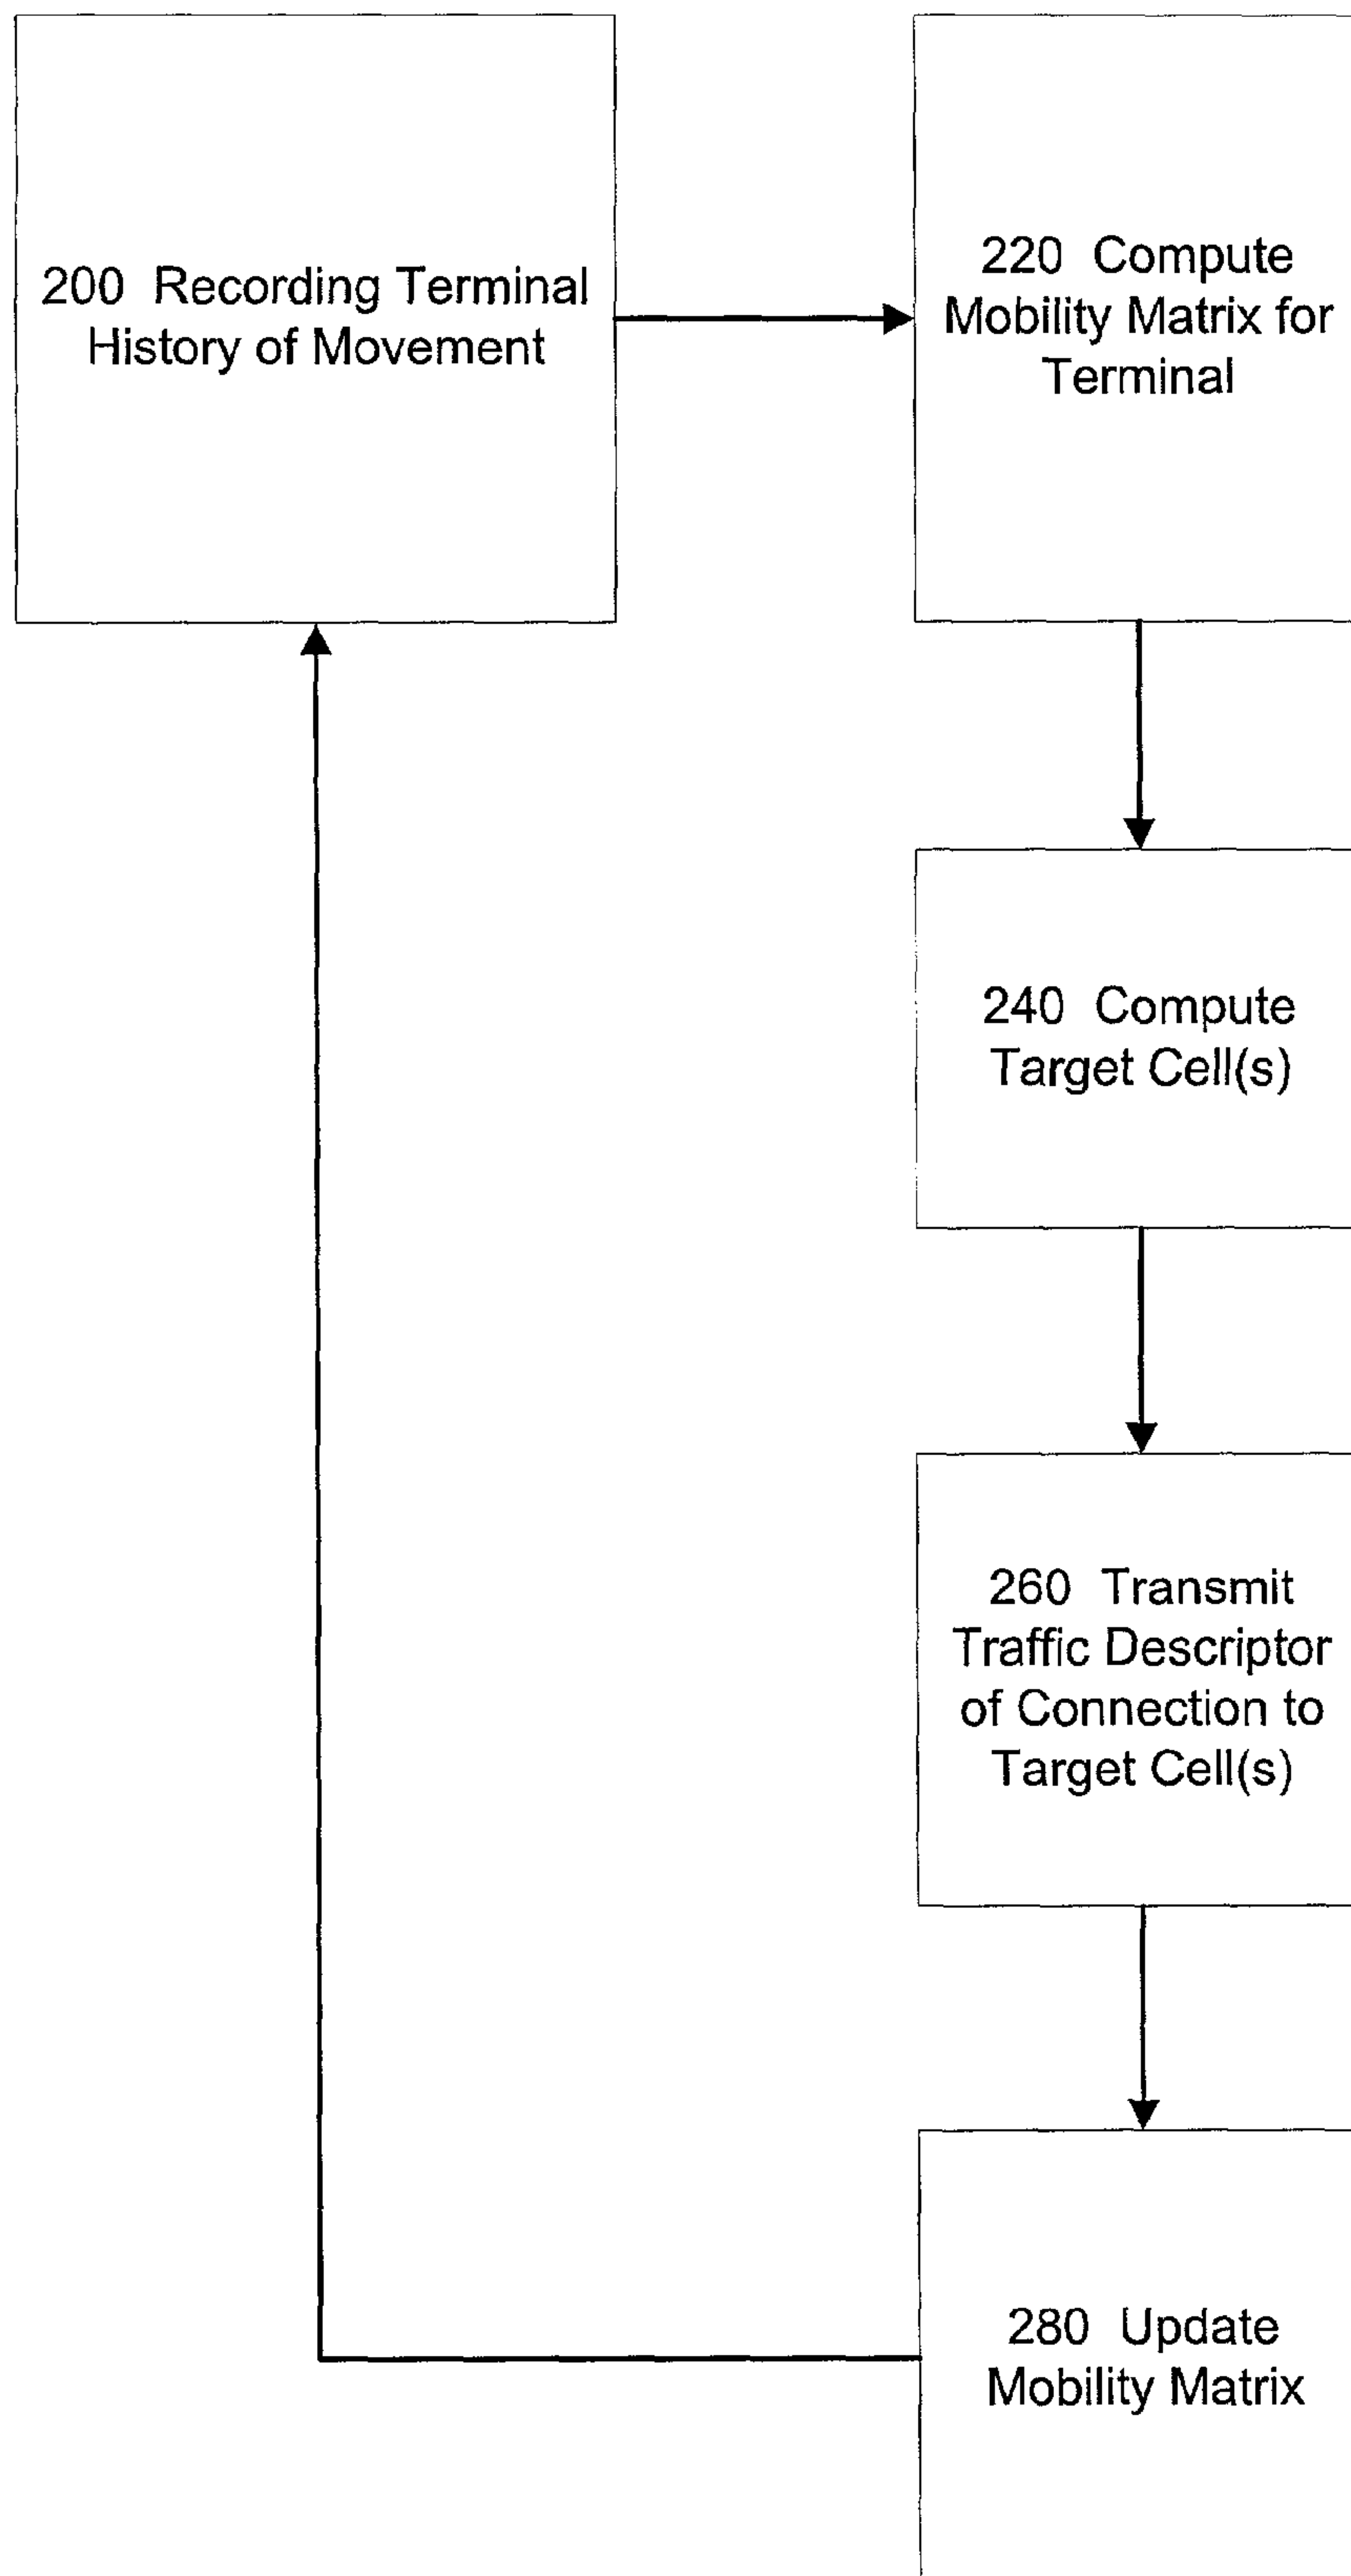 200 Recording Terminal
History of Movement
220 Compute
Mobility Matrix for
Terminal
240 Compute
Target Cell(s)
260 Transmit
Traffic Descriptor
of Connection to
Target Cell(s)
280 Update
Mobility Matrix